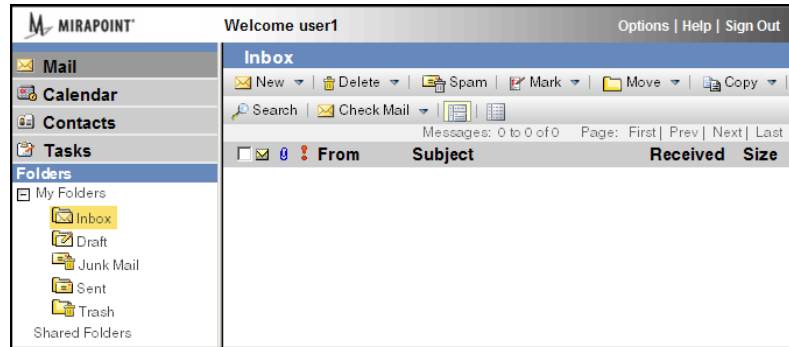 MIRAPOINT
Welcome user1
Options | Help | Sign Out
Mail
Calendar
Contacts
Tasks
Folders
My Folders
Inbox
Draft
Junk Mail
Sent
Trash
Shared Folders
Inbox
New | Delete | Spam | Mark | Move | Copy |
Search | Check Mail | |
Messages: 0 to 0 of 0 Page: First | Prev | Next | Last
From Subject Received Size